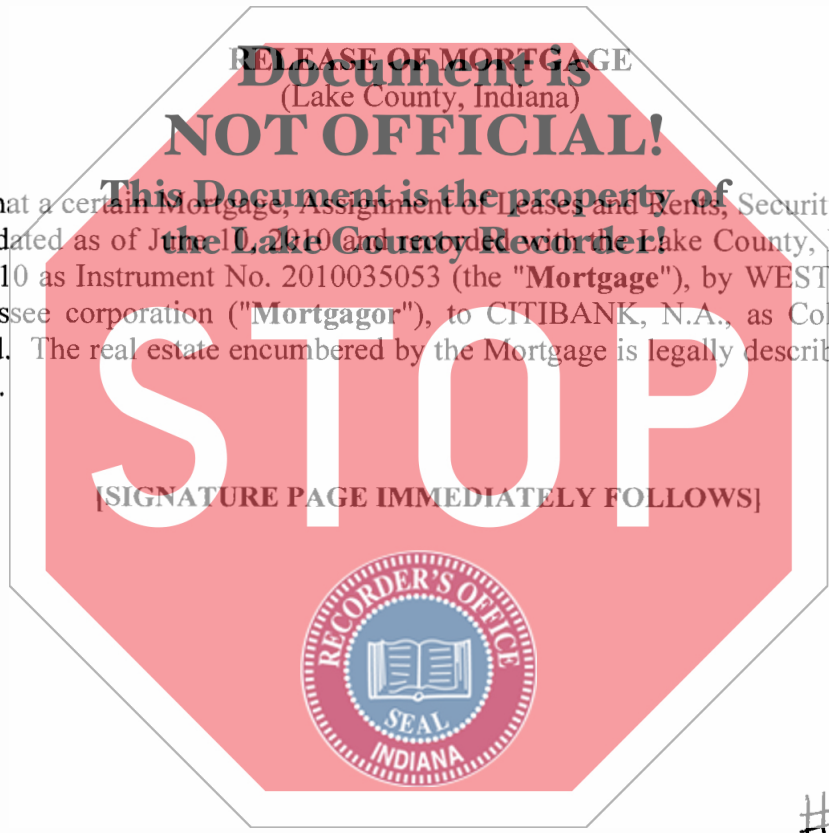 RELEASE OF MORTGAGE
Document is
(Lake County, Indiana)
NOT OFFICIAL!
This Document is the property of
at a certain Mortgage, Assignment of Leases and Rents, Securit
the Lake County Recorder!
dated as of June 10, 2010 and recorded with the Lake County,
10 as Instrument No. 2010035053 (the "Mortgage"), by WEST
ssee corporation ("Mortgagor"), to CITIBANK, N.A., as Col
The real estate encumbered by the Mortgage is legally describ
STOP
[SIGNATURE PAGE IMMEDIATELY FOLLOWS]
RECORDER'S OFFICE
SEAL
INDIANA
#